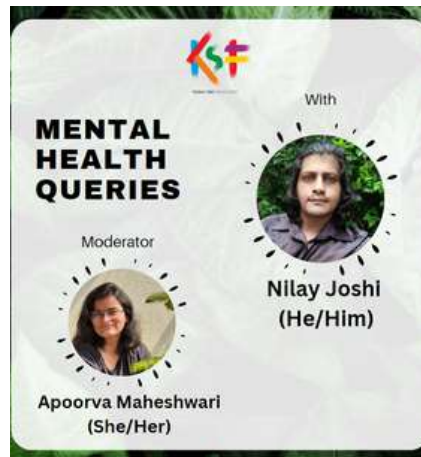 KSF
With
MENTAL
HEALTH
QUERIES
Moderator
Nilay Joshi
(He/Him)
Apoorva Maheshwari
(She/Her)